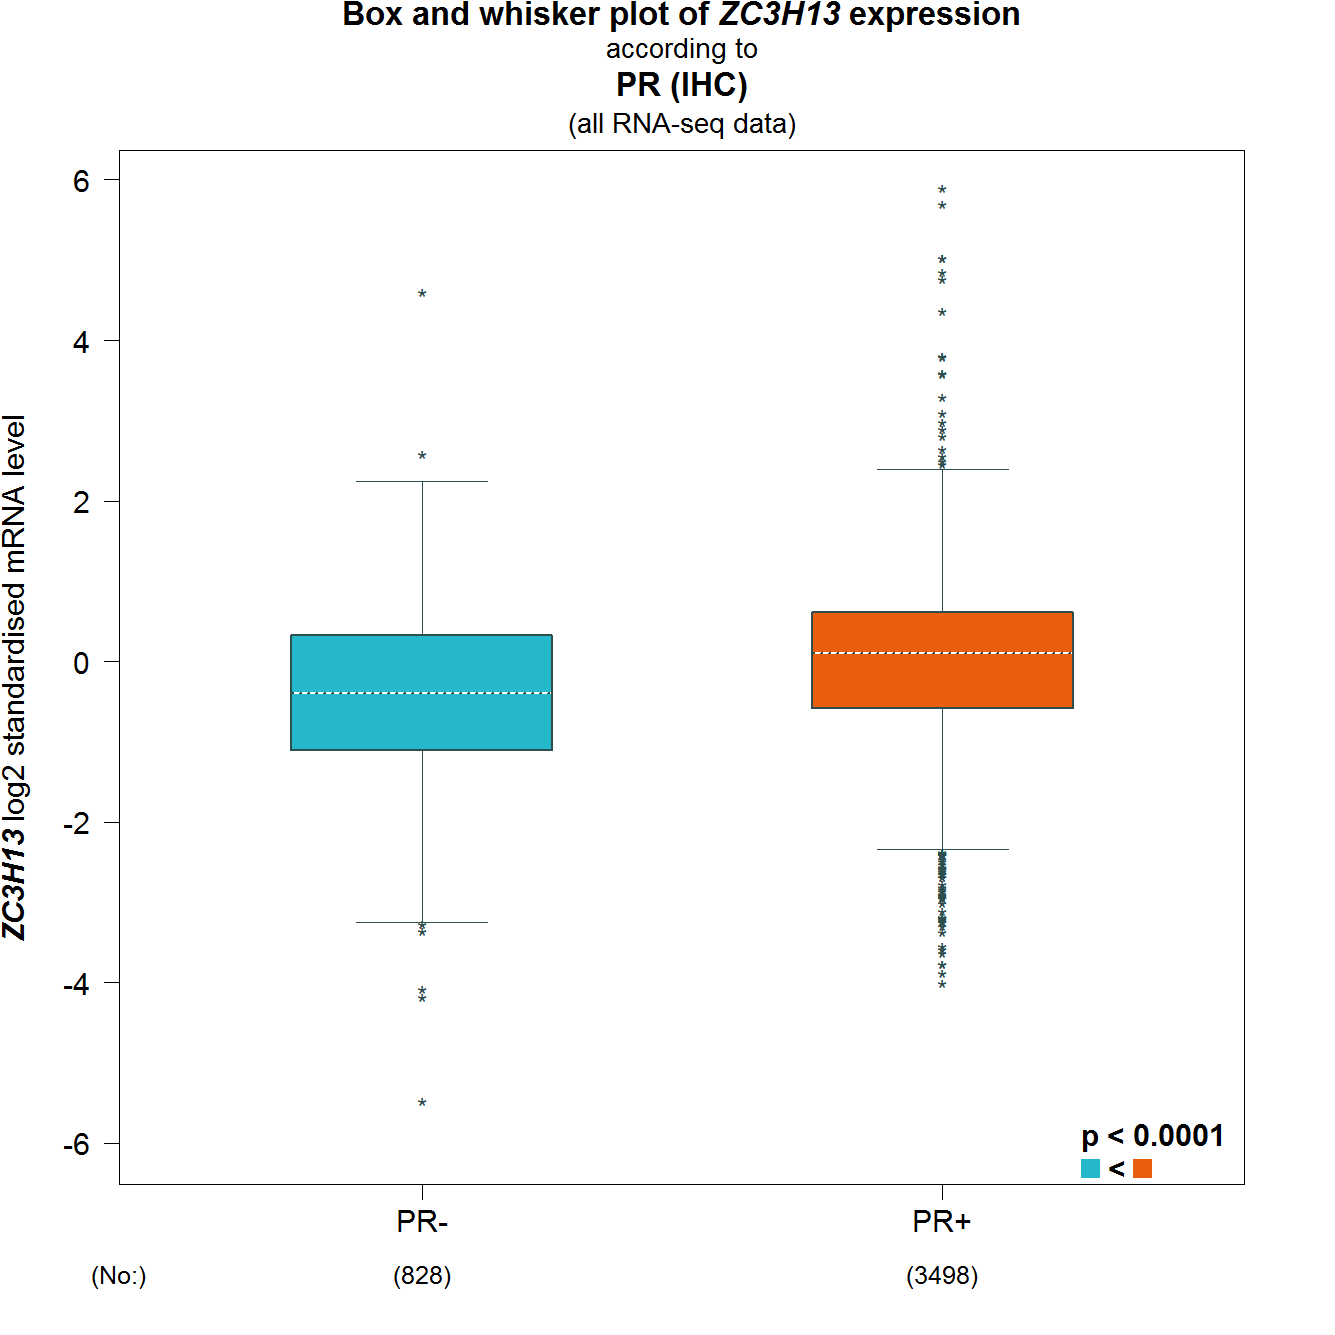 Box and whisker plot of ZC3H13 expression
according to
PR (IHC)
(all RNA-seq data)
ZC3H13 log2 standardised mRNA level
6
4
2
0
-2
-4
-6
p < 0.0001
<
PR- PR+
(No:) (828) (3498)